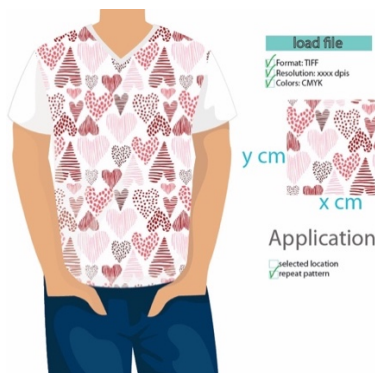 load file
Format: TIFF
Resolution: xxxx dpis
Colors: CMYK
y cm
x cm
Application
selected location
repeat pattern